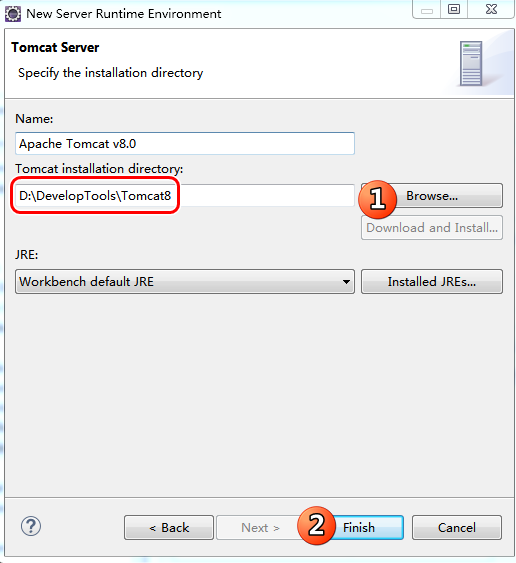 New Server Runtime Environment
Tomcat Server
Specify the installation directory
Name:
Apache Tomcat v8.0
Tomcat installation directory:
D:\DevelopTools\Tomcat8
1
Browse...
Download and Install...
JRE:
Workbench default JRE
Installed JREs...
?
< Back
Next >
2
Finish
Cancel